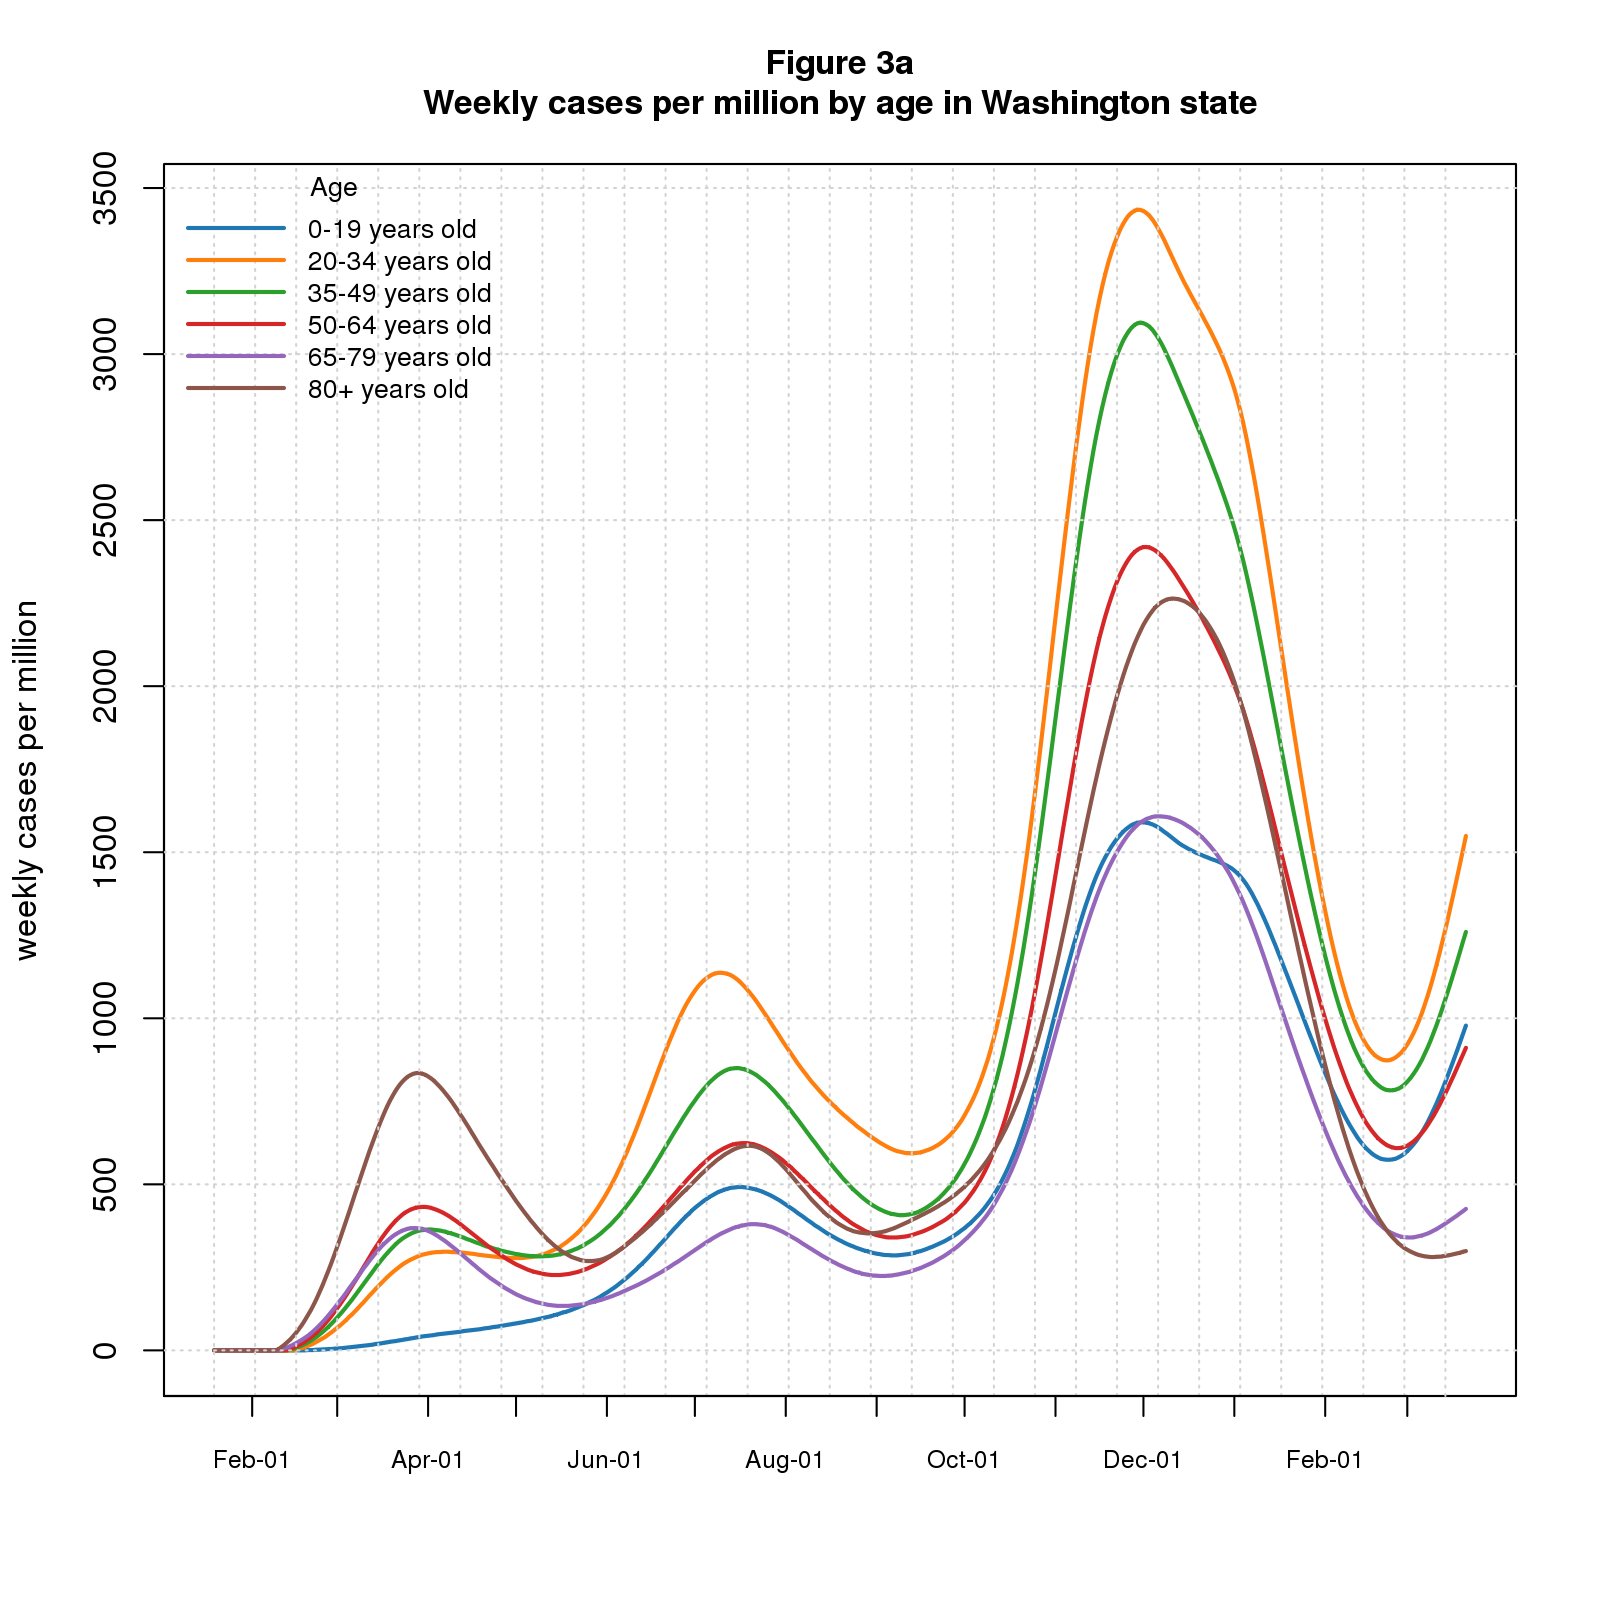 Figure 3a
Weekly cases per million by age in Washington state
Age
0-19 years old
20-34 years old
35-49 years old
50-64 years old
65-79 years old
80+ years old
weekly cases per million
3500
3000
2500
2000
1500
1000
500
0
Feb-01 Apr-01 Jun-01 Aug-01 Oct-01 Dec-01 Feb-01